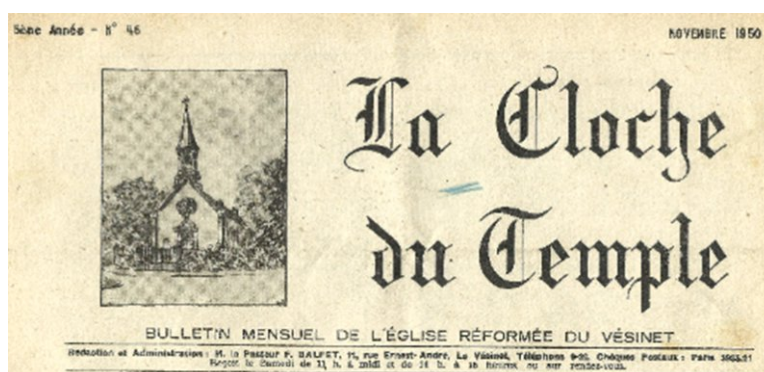 5ème Année - N° 46
NOVEMBRE 1950
La Cloche
du Temple
BULLETIN MENSUEL DE L'ÉGLISE RÉFORMÉE DU VÉSINET
Rédaction et Administration : M. le Pasteur F. BALFET, 11, rue Ernest-André, Le Vésinet, Téléphone Chèques Postaux : Paris
Reçoit le Samedi de 11 h. à midi et de 14 h. à 16 heures ou sur rendez-vous.